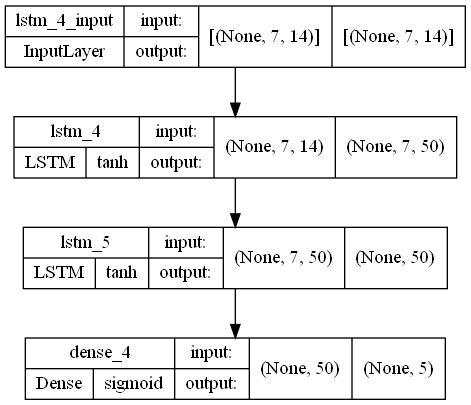 lstm_4_input input: [(None, 7, 14)] [(None, 7, 14)]
InputLayer output:
lstm_4 input: (None, 7, 14) (None, 7, 50)
LSTM tanh output:
lstm_5 input: (None, 7, 50) (None, 50)
LSTM tanh output:
dense_4 input: (None, 50) (None, 5)
Dense sigmoid output: